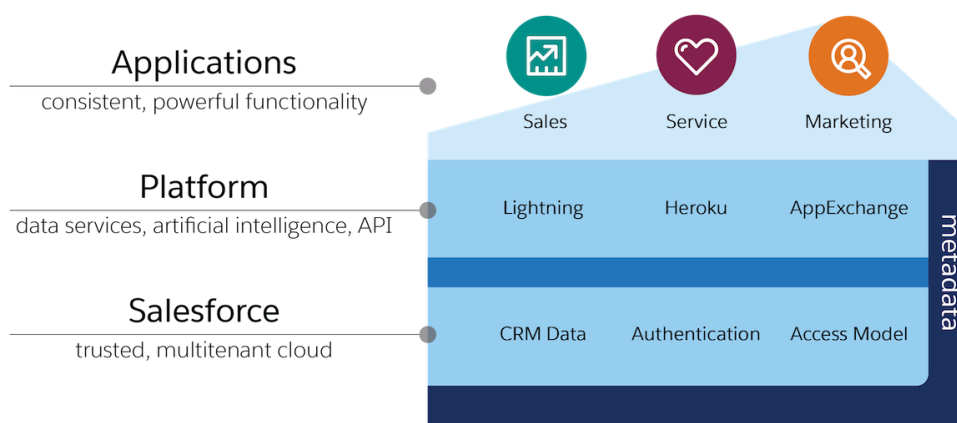 Applications
consistent, powerful functionality
Sales
Service
Marketing
Platform
data services, artificial intelligence, API
Lightning
Heroku
AppExchange
Salesforce
trusted, multitenant cloud
CRM Data
Authentication
Access Model
metadata